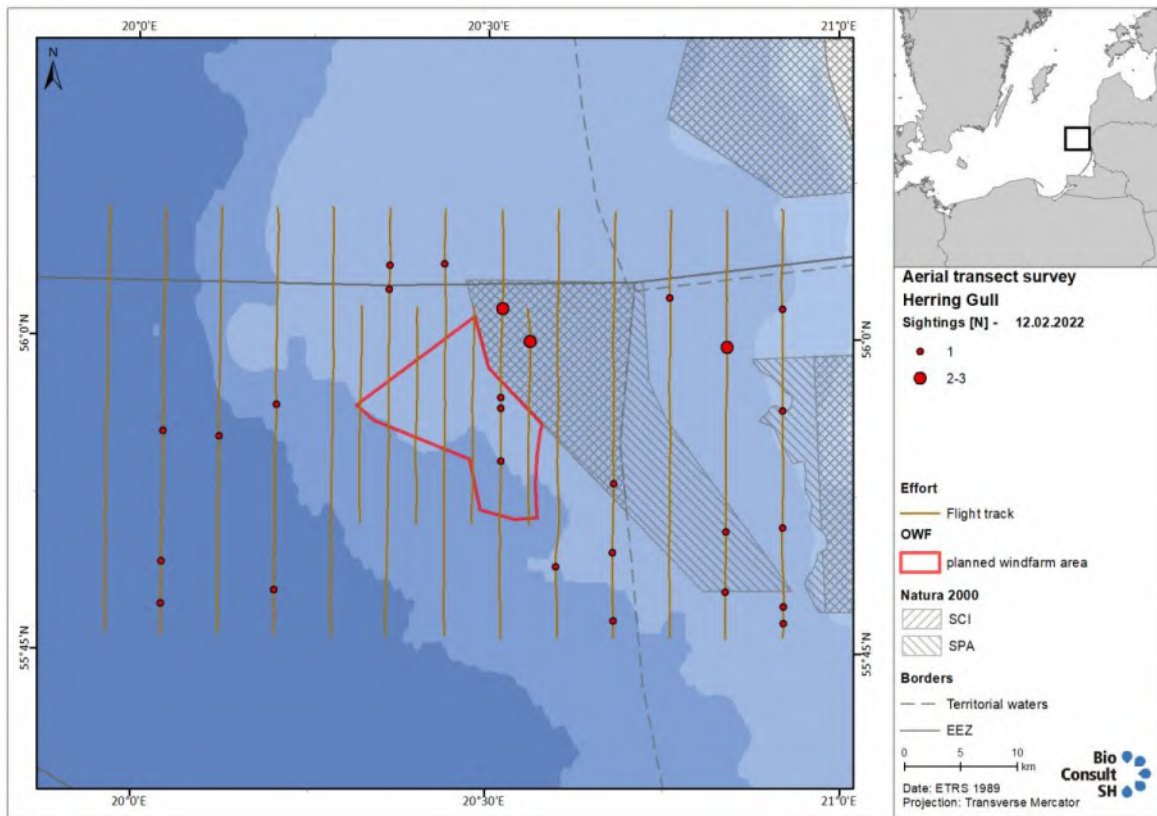 20°0'E
20°30'E
21°0'E
N
56°0'N
56°0'N
55°45'N
55°45'N
20°0'E
20°30'E
21°0'E
Aerial transect survey
Herring Gull
Sightings [N] - 12.02.2022
1
2-3
Effort
Flight track
OWF
planned windfarm area
Natura 2000
SCI
SPA
Borders
Territorial waters
EEZ
0 5 10
km
Date: ETRS 1989
Projection: Transverse Mercator
Bio
Consult
SH